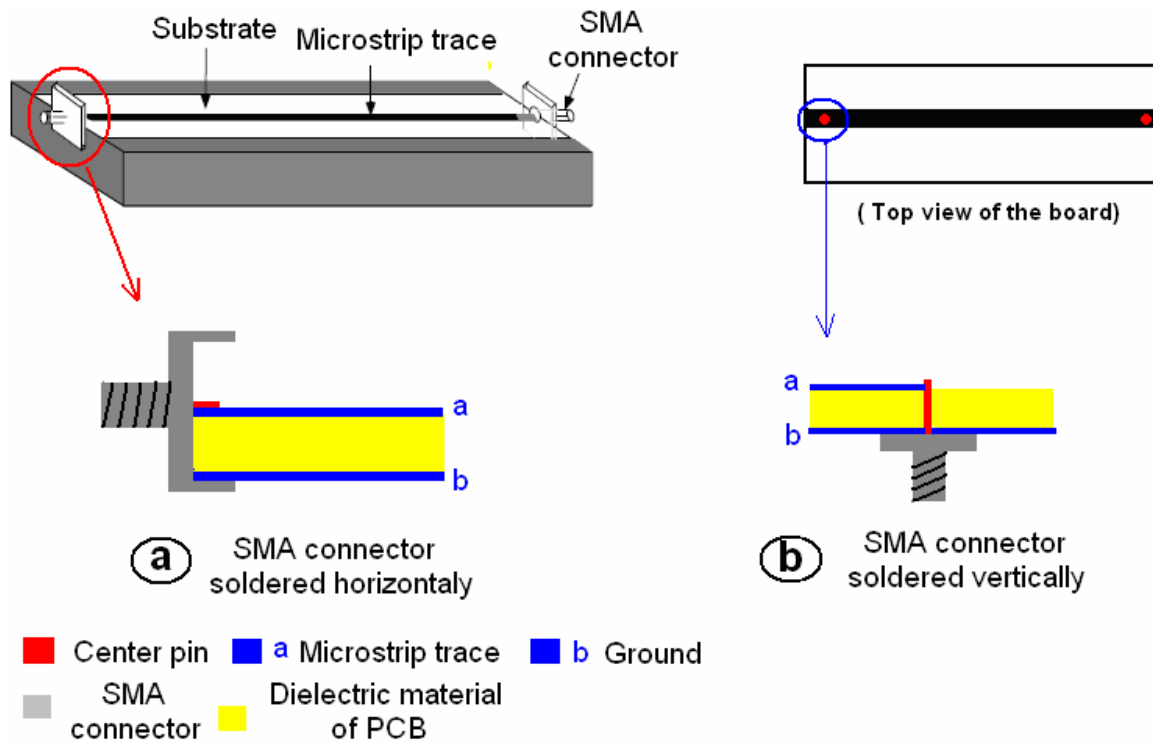 Substrate
Microstrip trace
SMA
connector
( Top view of the board)
a
b
a
b
a
SMA connector
soldered horizontaly
b
SMA connector
soldered vertically
Center pin
a Microstrip trace
b Ground
SMA
connector
Dielectric material
of PCB